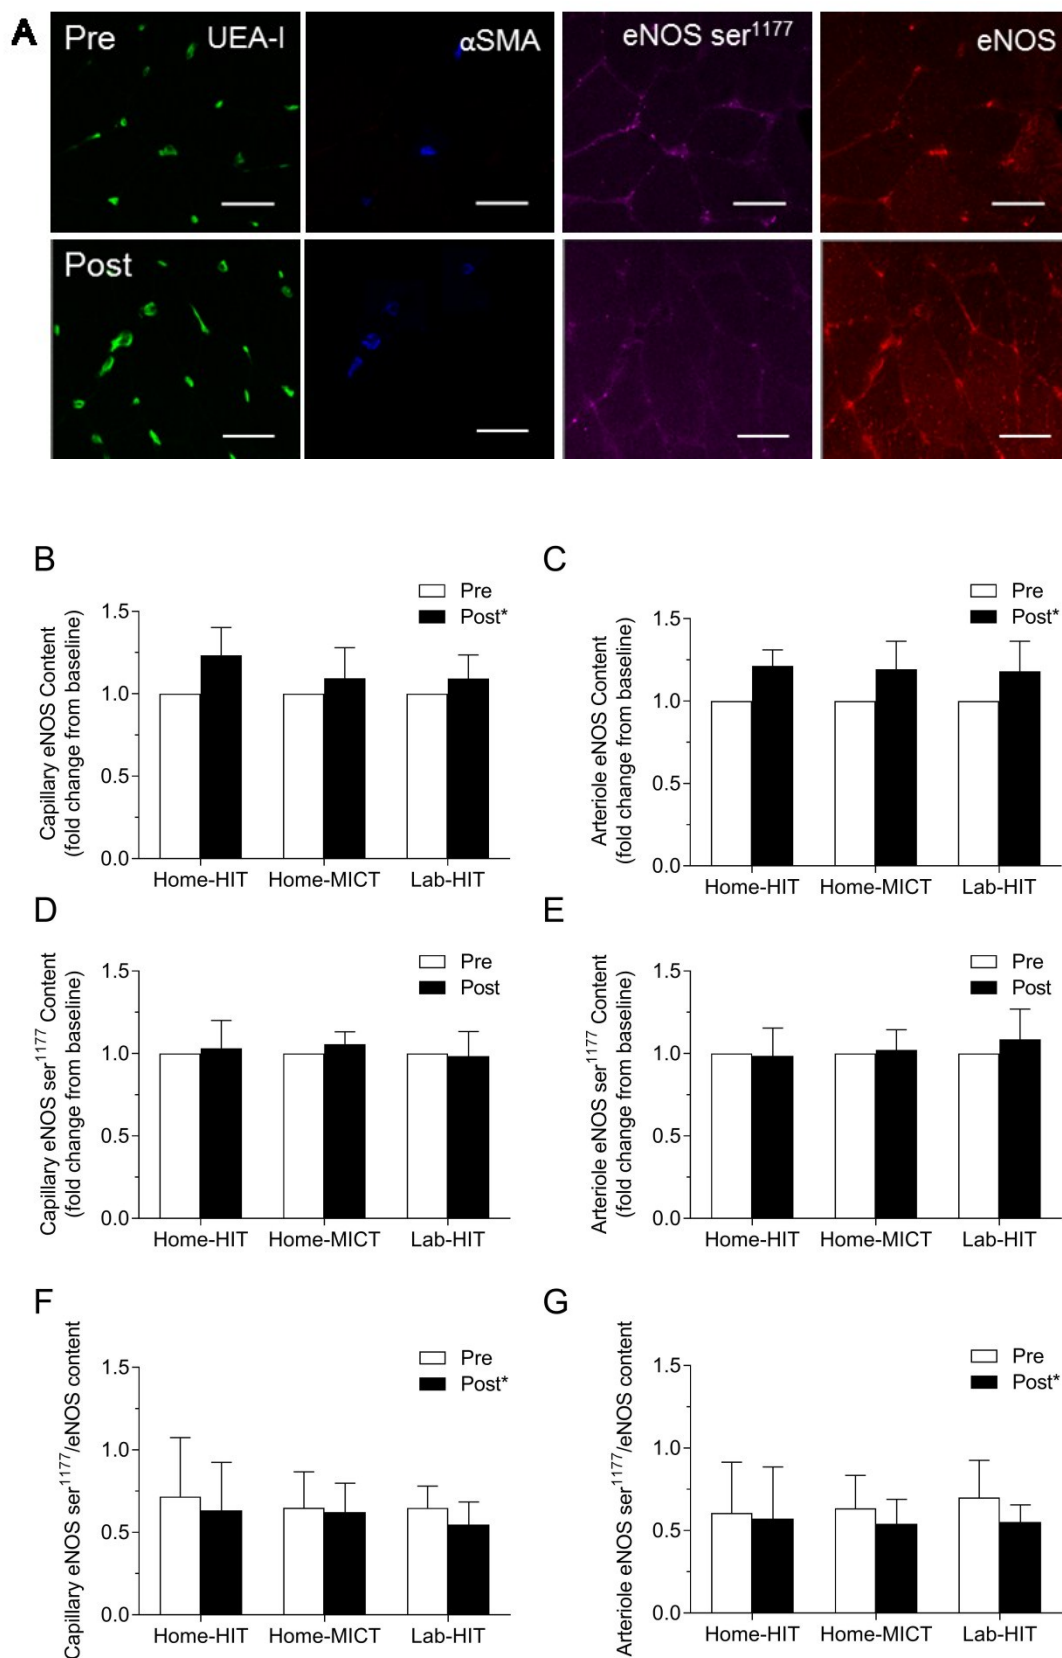 A
Pre
UEA-I
αSMA
eNOS ser1177
eNOS
Post
B
Pre
Post*
Capillary eNOS Content
(fold change from baseline)
1.5
1.0
0.5
0.0
Home-HIT
Home-MICT
Lab-HIT
C
Pre
Post*
Arteriole eNOS Content
(fold change from baseline)
1.5
1.0
0.5
0.0
Home-HIT
Home-MICT
Lab-HIT
D
Pre
Post
Capillary eNOS ser1177 Content
(fold change from baseline)
1.5
1.0
0.5
0.0
Home-HIT
Home-MICT
Lab-HIT
E
Pre
Post
Arteriole eNOS ser1177 Content
(fold change from baseline)
1.5
1.0
0.5
0.0
Home-HIT
Home-MICT
Lab-HIT
F
Pre
Post*
Capillary eNOS ser1177/eNOS content
1.5
1.0
0.5
0.0
Home-HIT
Home-MICT
Lab-HIT
G
Pre
Post*
Arteriole eNOS ser1177/eNOS content
1.5
1.0
0.5
0.0
Home-HIT
Home-MICT
Lab-HIT